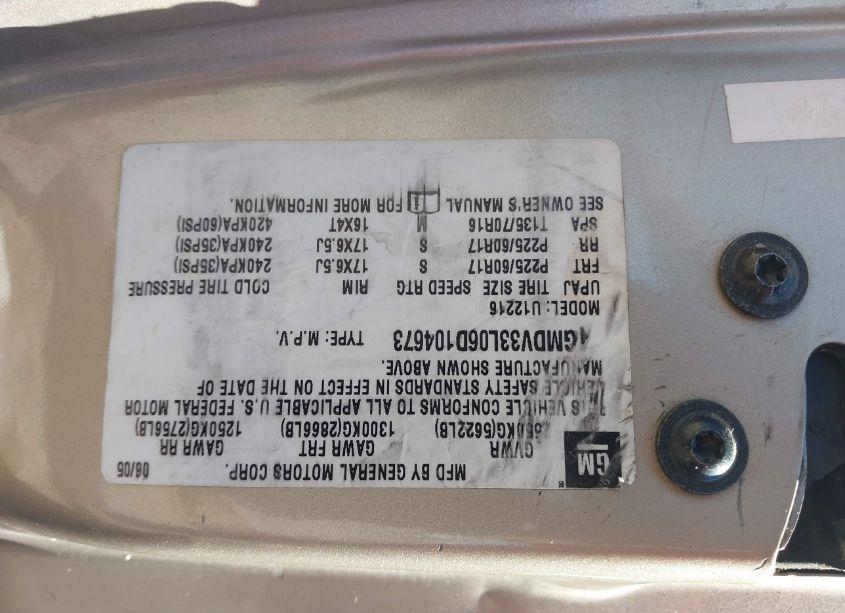 GM
MFD BY GENERAL MOTORS CORP. 06/05
GVWR GAWR FRT GAWR RR
2550KG(5622LB) 1300KG(2866LB) 1250KG(2756LB)
THIS VEHICLE CONFORMS TO ALL APPLICABLE U.S. FEDERAL MOTOR
VEHICLE SAFETY STANDARDS IN EFFECT ON THE DATE OF
MANUFACTURE SHOWN ABOVE.
1GMDV33L06D104673 TYPE: M.P.V.
MODEL: U12216
UPAJ TIRE SIZE SPEED RTG RIM COLD TIRE PRESSURE
FRT P225/60R17 S 17X6.5J 240KPA(35PSI)
RR P225/60R17 S 17X6.5J 240KPA(35PSI)
SPA T135/70R16 M 16X4T 420KPA(60PSI)
SEE OWNER'S MANUAL FOR MORE INFORMATION.